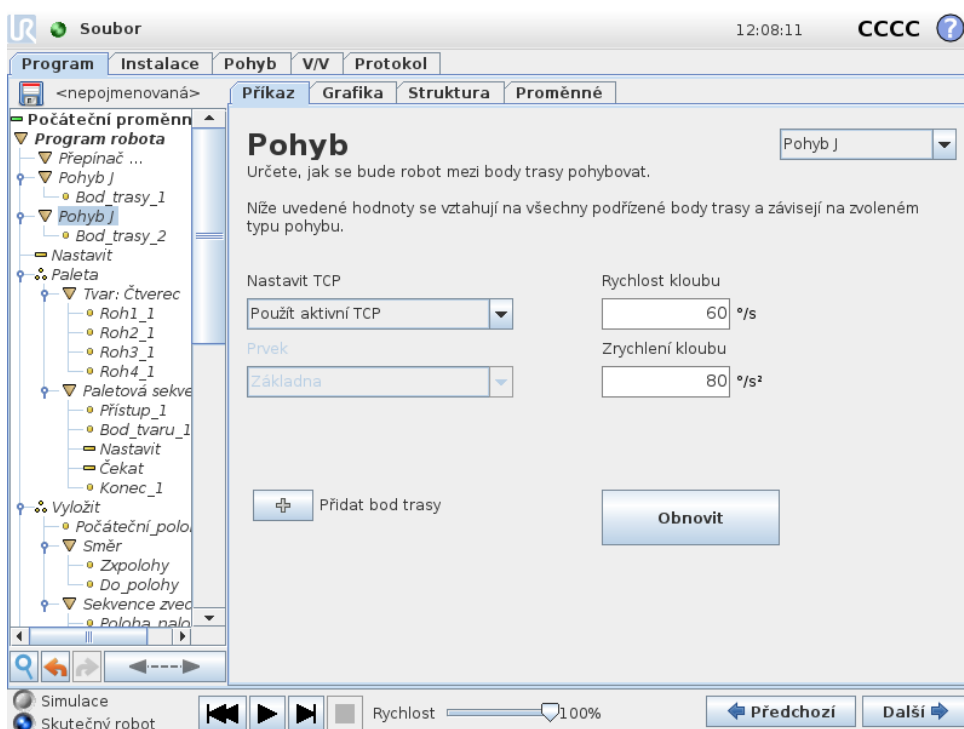 UR Soubor 12:08:11 CCCC ?
Program Instalace Pohyb V/V Protokol
<nepojmenovaná> Příkaz Grafika Struktura Proměnné
Počáteční proměnn
Program robota
Přepínač ...
Pohyb J
Bod_trasy_1
Pohyb J
Bod_trasy_2
Nastavit
Paleta
Tvar: Čtverec
Roh1_1
Roh2_1
Roh3_1
Roh4_1
Paletová sekve
Přístup_1
Bod_tvaru_1
Nastavit
Čekat
Konec_1
Vyložit
Počáteční_polo
Směr
Zxpolohy
Do_polohy
Sekvence zved
Poloha_nalo
Pohyb
Pohyb J
Určete, jak se bude robot mezi body trasy pohybovat.
Níže uvedené hodnoty se vztahují na všechny podřízené body trasy a závisejí na zvoleném
typu pohybu.
Nastavit TCP
Použít aktivní TCP
Prvek
Základna
Rychlost kloubu
60 °/s
Zrychlení kloubu
80 °/s²
Přidat bod trasy
Obnovit
Simulace
Skutečný robot
Rychlost 100%
Předchozí Další